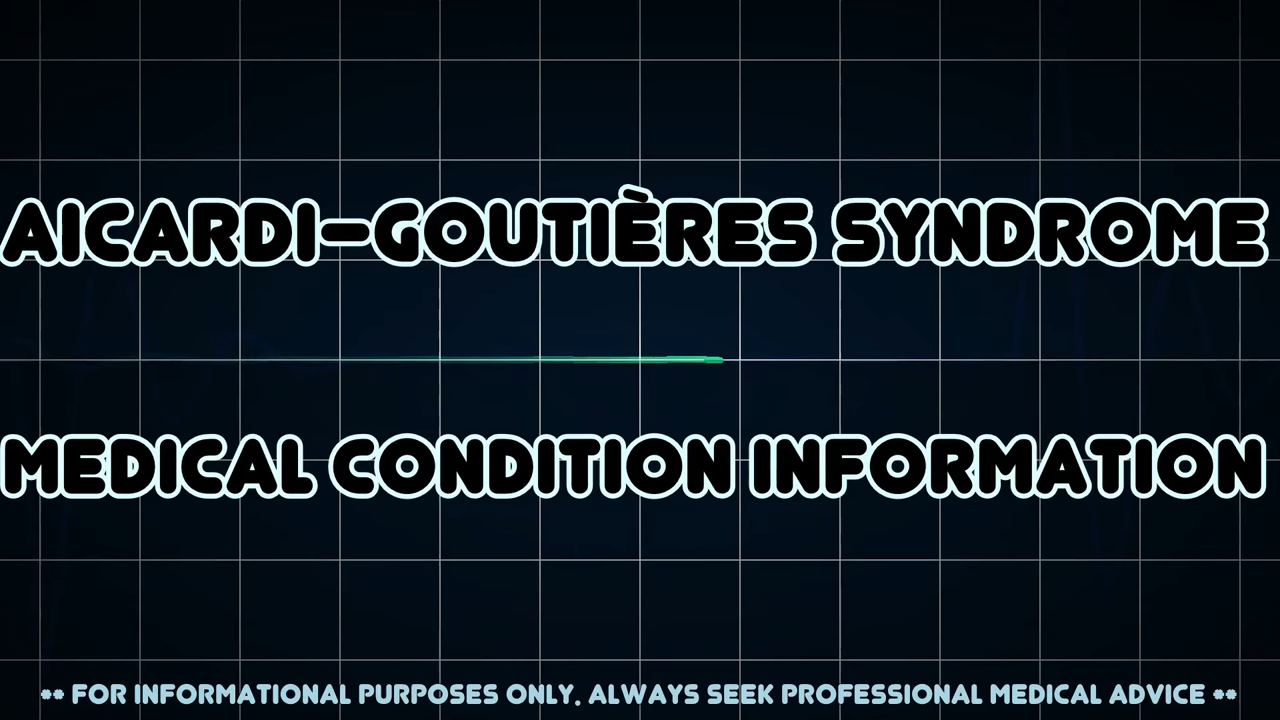 AICARDI-GOUTIÈRES SYNDROME
MEDICAL CONDITION INFORMATION
** FOR INFORMATIONAL PURPOSES ONLY. ALWAYS SEEK PROFESSIONAL MEDICAL ADVICE **